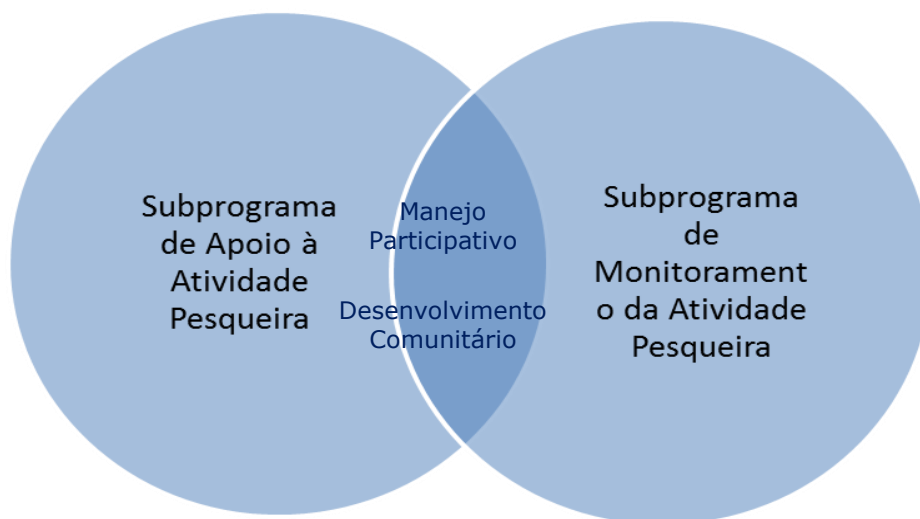 Subprograma
de Apoio à
Atividade
Pesqueira
Manejo
Participativo
Desenvolvimento
Comunitário
Subprograma
de
Monitorament
o da Atividade
Pesqueira